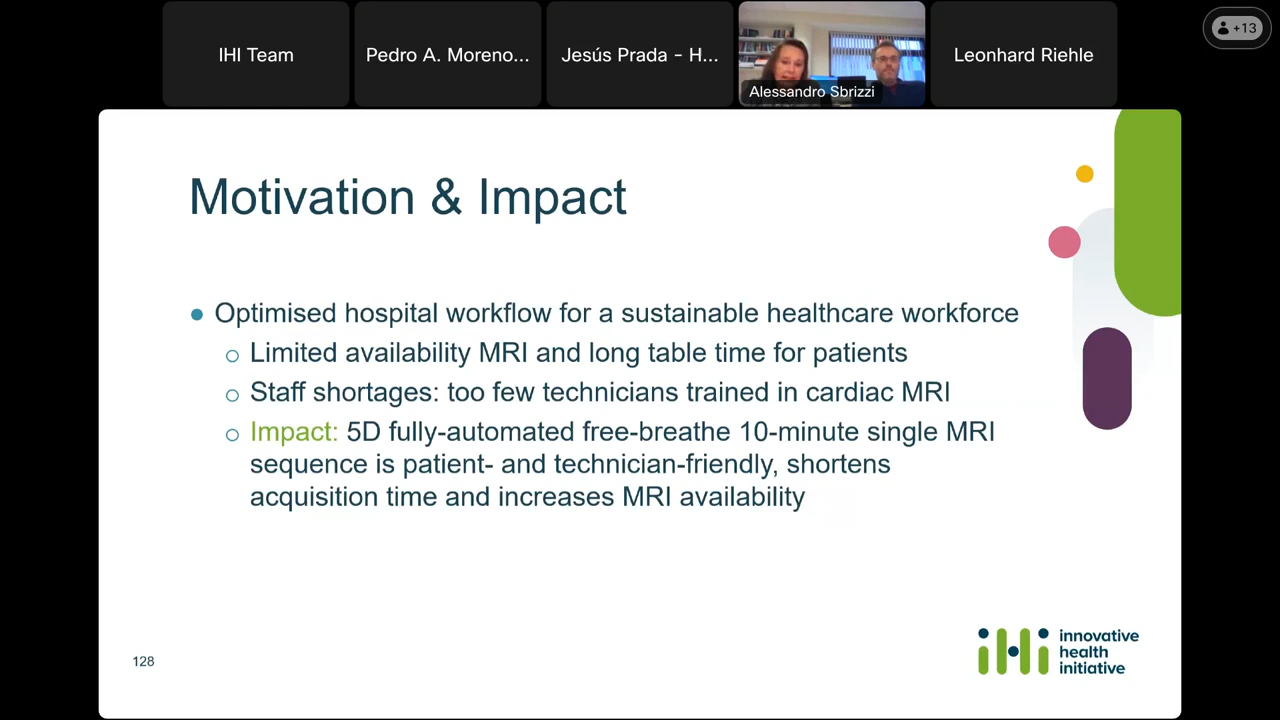 IHI Team
Pedro A. Moreno...
Jesús Prada - H...
Alessandro Sbrizzi
Leonhard Riehle
+13
Motivation & Impact
Optimised hospital workflow for a sustainable healthcare workforce
Limited availability MRI and long table time for patients
Staff shortages: too few technicians trained in cardiac MRI
Impact: 5D fully-automated free-breathe 10-minute single MRI
sequence is patient- and technician-friendly, shortens
acquisition time and increases MRI availability
128
iHi
innovative
health
initiative